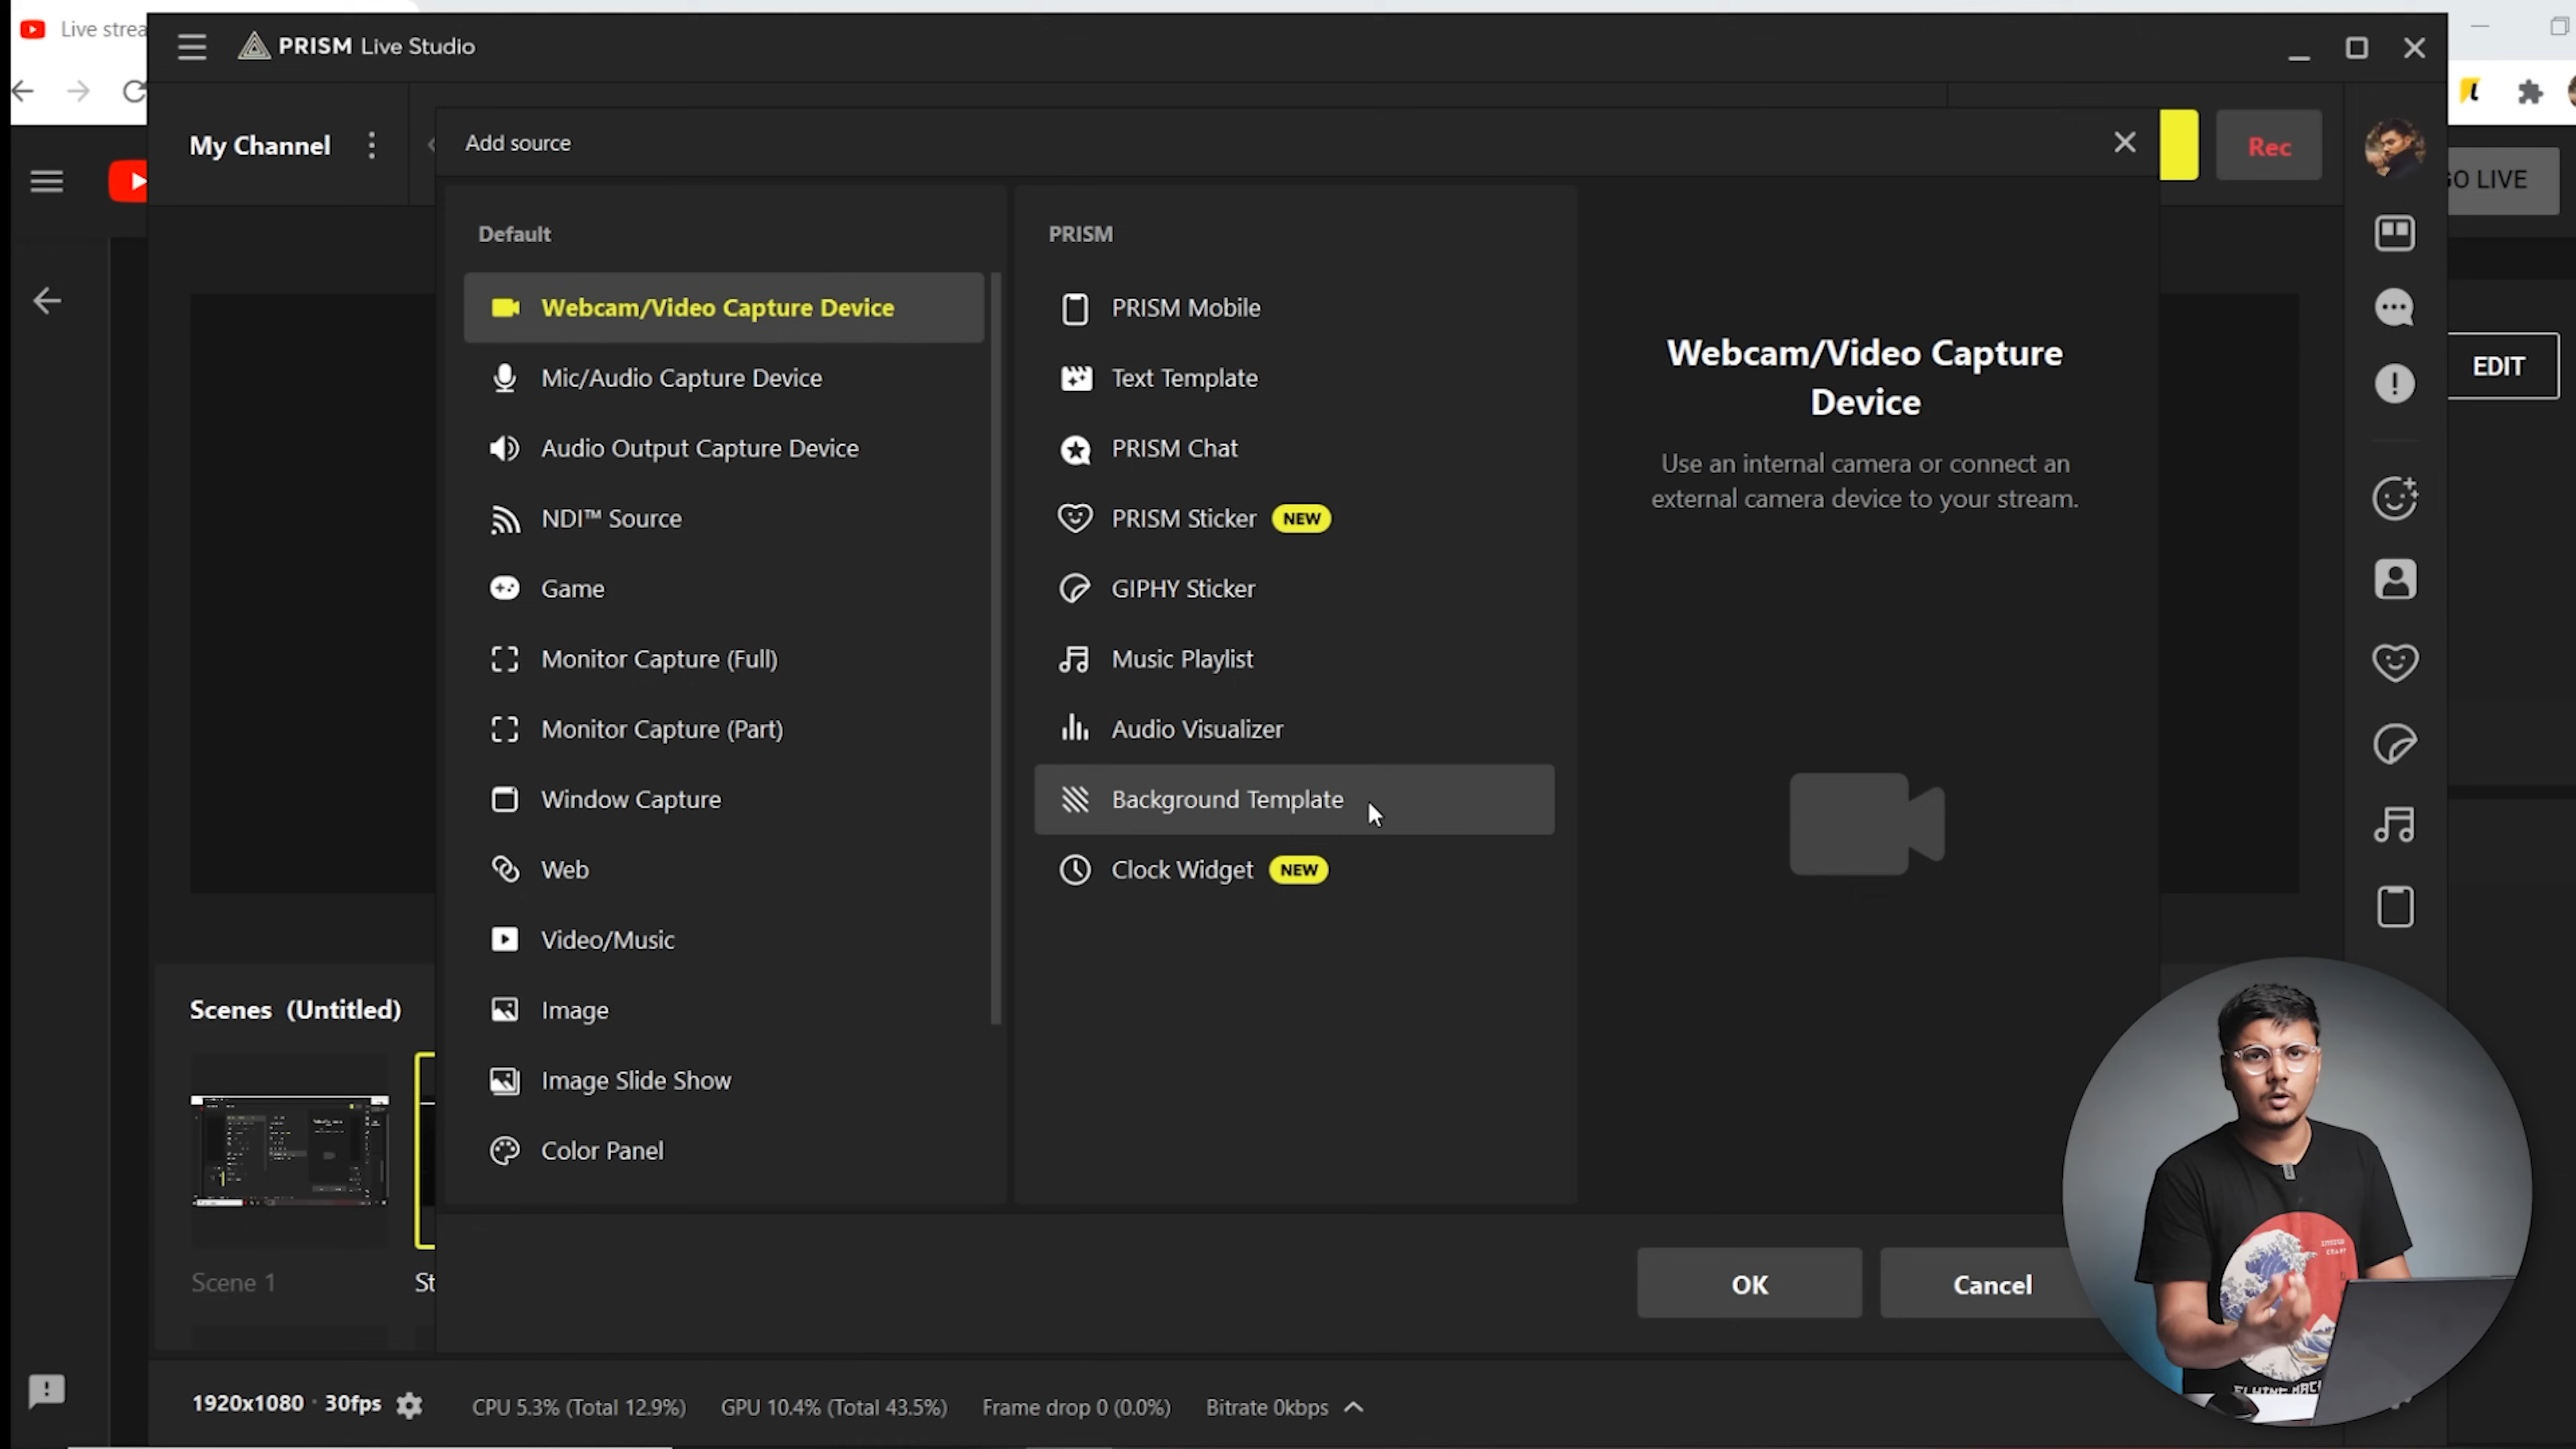 Live strea
PRISM Live Studio
My Channel
Add source
Rec
GO LIVE
EDIT
Default
Webcam/Video Capture Device
Mic/Audio Capture Device
Audio Output Capture Device
NDI™ Source
Game
Monitor Capture (Full)
Monitor Capture (Part)
Window Capture
Web
Video/Music
Image
Image Slide Show
Color Panel
PRISM
PRISM Mobile
Text Template
PRISM Chat
PRISM Sticker NEW
GIPHY Sticker
Music Playlist
Audio Visualizer
Background Template
Clock Widget NEW
Webcam/Video Capture
Device
Use an internal camera or connect an
external camera device to your stream.
Scenes (Untitled)
Scene 1
St
OK
Cancel
1920x1080 · 30fps
CPU 5.3% (Total 12.9%)
GPU 10.4% (Total 43.5%)
Frame drop 0 (0.0%)
Bitrate 0kbps